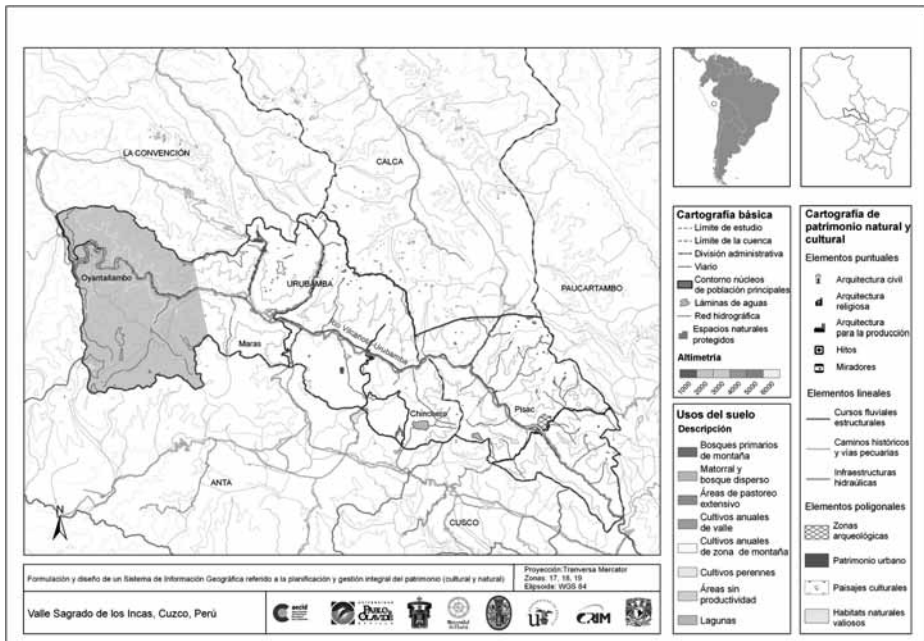 LA CONVENCIÓN
CALCA
Oyantaitambo
URUBAMBA
PAUCARTAMBO
Río Vilcanota Urubamba
Maras
Chinchero
Pisac
ANTA
CUSCO
N
Cartografía básica
Límite de estudio
Límite de la cuenca
División administrativa
Viario
Contorno núcleos
de población principales
Láminas de aguas
Red hidrográfica
Espacios naturales
protegidos
Altimetría
1000
2000
3000
4000
5000
6000
Usos del suelo
Descripción
Bosques primarios
de montaña
Matorral y
bosque disperso
Áreas de pastoreo
extensivo
Cultivos anuales
de valle
Cultivos anuales
de zona de montaña
Cultivos perennes
Áreas sin
productividad
Lagunas
Cartografía de
patrimonio natural y
cultural
Elementos puntuales
Arquitectura civil
Arquitectura
religiosa
Arquitectura
para la producción
Hitos
Miradores
Elementos lineales
Cursos fluviales
estructurales
Caminos históricos
y vías pecuarias
Infraestructuras
hidraúlicas
Elementos poligonales
Zonas
arqueológicas
Patrimonio urbano
Paisajes culturales
Habitats naturales
valiosos
Formulación y diseño de un Sistema de Información Geográfica referido a la planificación y gestión integral del patrimonio (cultural y natural)
Proyección:Tranversa Mercator
Zonas: 17, 18, 19
Elipsoide: WGS 84
Valle Sagrado de los Incas, Cuzco, Perú
aecid
UNIVERSIDAD
PABLO
OLAVIDE
SEVILLA
CRIM